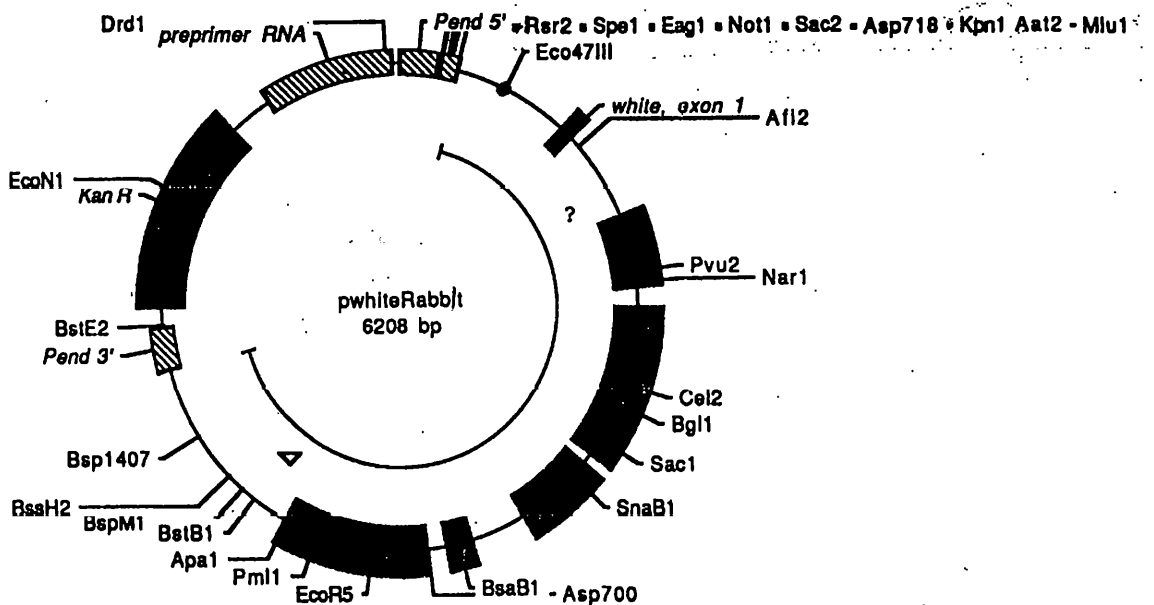 Drd1
Pend 5' Rsr2 Spe1 Eag1 Not1 Sac2 Asp718 Kpn1 Aat2 - Mlu1
preprimer RNA
Eco47III
white, exon 1
Afl2
EcoN1
Kan R
?
Pvu2
Nar1
pwhiteRabbit
6208 bp
BstE2
Pend 3'
Cel2
Bgl1
Bsp1407
Sac1
BssH2
SnaB1
BspM1
BstB1
Apa1
Pml1
EcoR5
BsaB1 - Asp700